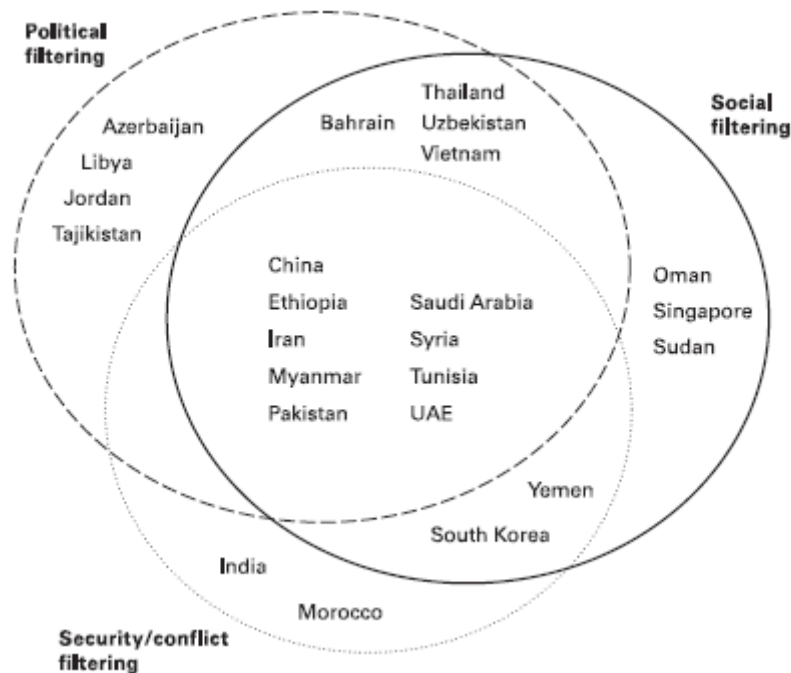 Political
filtering
Social
filtering
Azerbaijan
Libya
Jordan
Tajikistan
Bahrain
Thailand
Uzbekistan
Vietnam
China
Ethiopia
Iran
Myanmar
Pakistan
Saudi Arabia
Syria
Tunisia
UAE
Oman
Singapore
Sudan
Yemen
South Korea
India
Morocco
Security/conflict
filtering